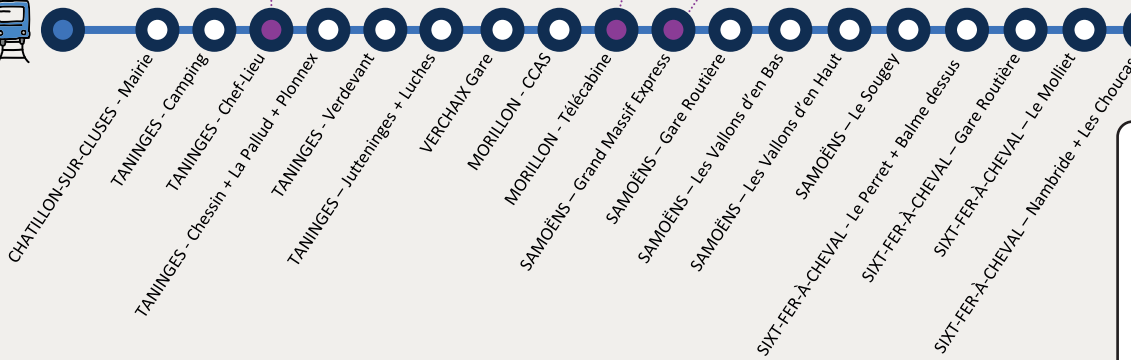 CHATILLON-SUR-CLUSES - Mairie
TANINGES - Camping
TANINGES - Chef-Lieu
TANINGES - Chessin + La Pallud + Plonnex
TANINGES - Verdevant
TANINGES – Jutteninges + Luches
VERCHAIX Gare
MORILLON - CCAS
MORILLON - Télécabine
SAMOËNS – Grand Massif Express
SAMOËNS – Gare Routière
SAMOËNS – Les Vallons d'en Bas
SAMOËNS – Les Vallons d'en Haut
SAMOËNS – Le Sougey
SIXT-FER-À-CHEVAL - Le Perret + Balme dessus
SIXT-FER-À-CHEVAL – Gare Routière
SIXT-FER-À-CHEVAL – Le Molliet
SIXT-FER-À-CHEVAL – Nambride + Les